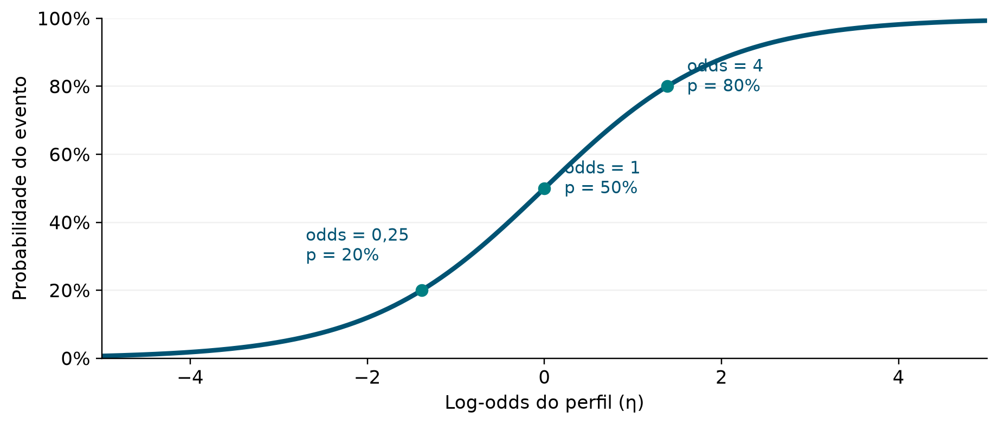 100%
80%
60%
40%
20%
0%
Probabilidade do evento
odds = 4
p = 80%
odds = 1
p = 50%
odds = 0,25
p = 20%
−4
−2
0
2
4
Log-odds do perfil (η)